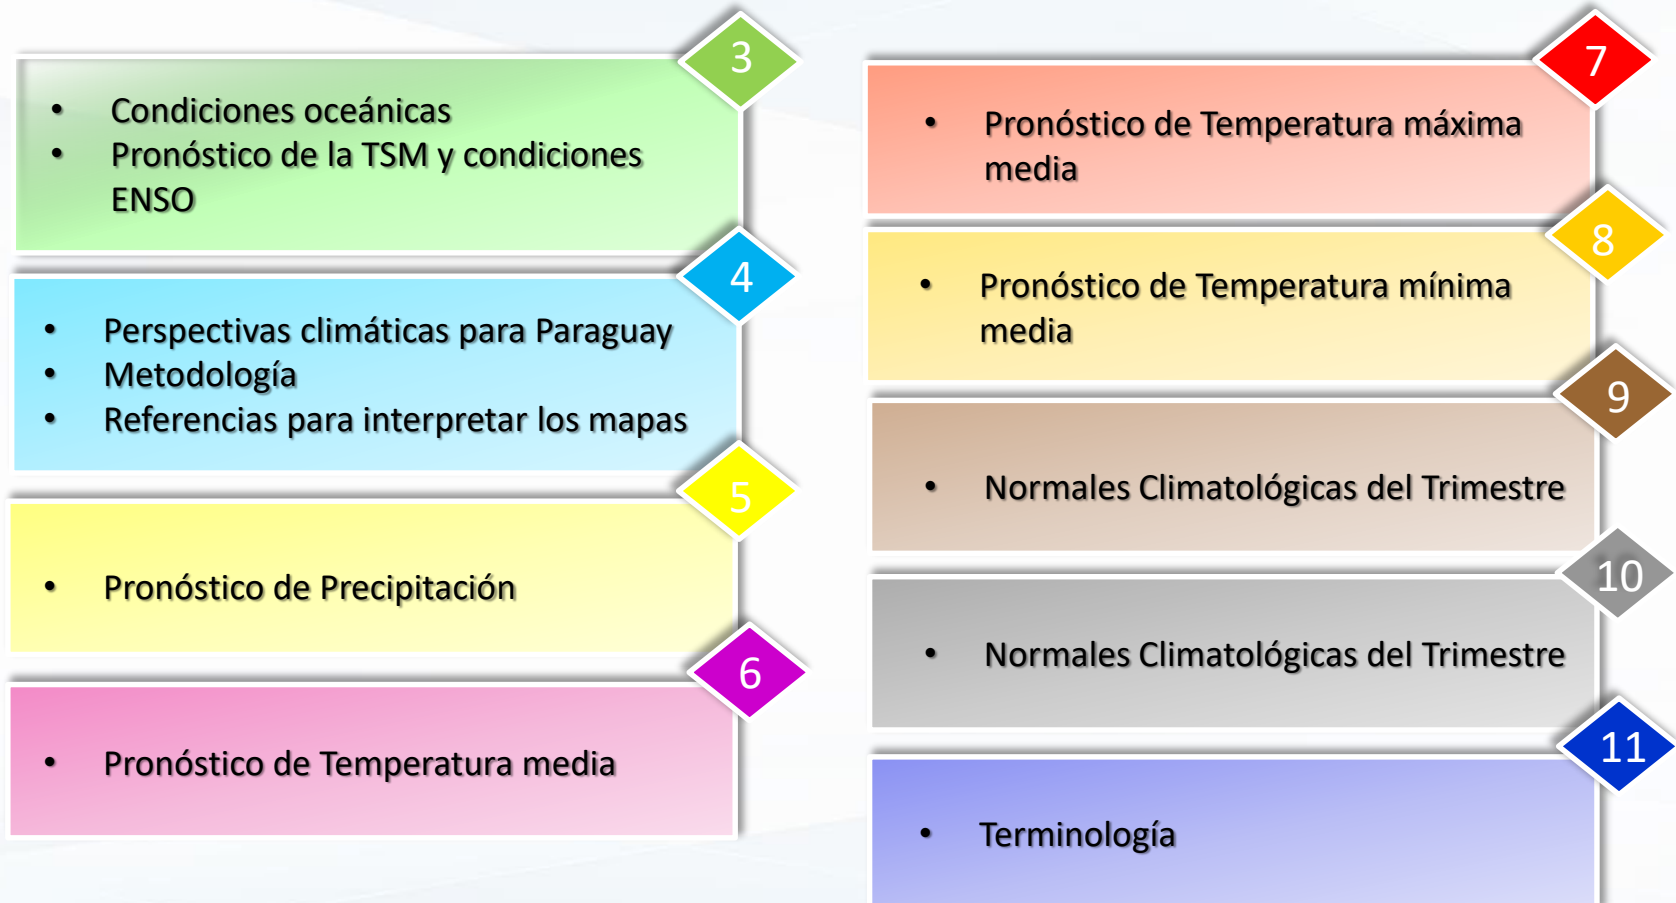 3
• Condiciones oceánicas
• Pronóstico de la TSM y condiciones
ENSO
4
• Perspectivas climáticas para Paraguay
• Metodología
• Referencias para interpretar los mapas
5
• Pronóstico de Precipitación
6
• Pronóstico de Temperatura media
7
• Pronóstico de Temperatura máxima
media
8
• Pronóstico de Temperatura mínima
media
9
• Normales Climatológicas del Trimestre
10
• Normales Climatológicas del Trimestre
11
• Terminología